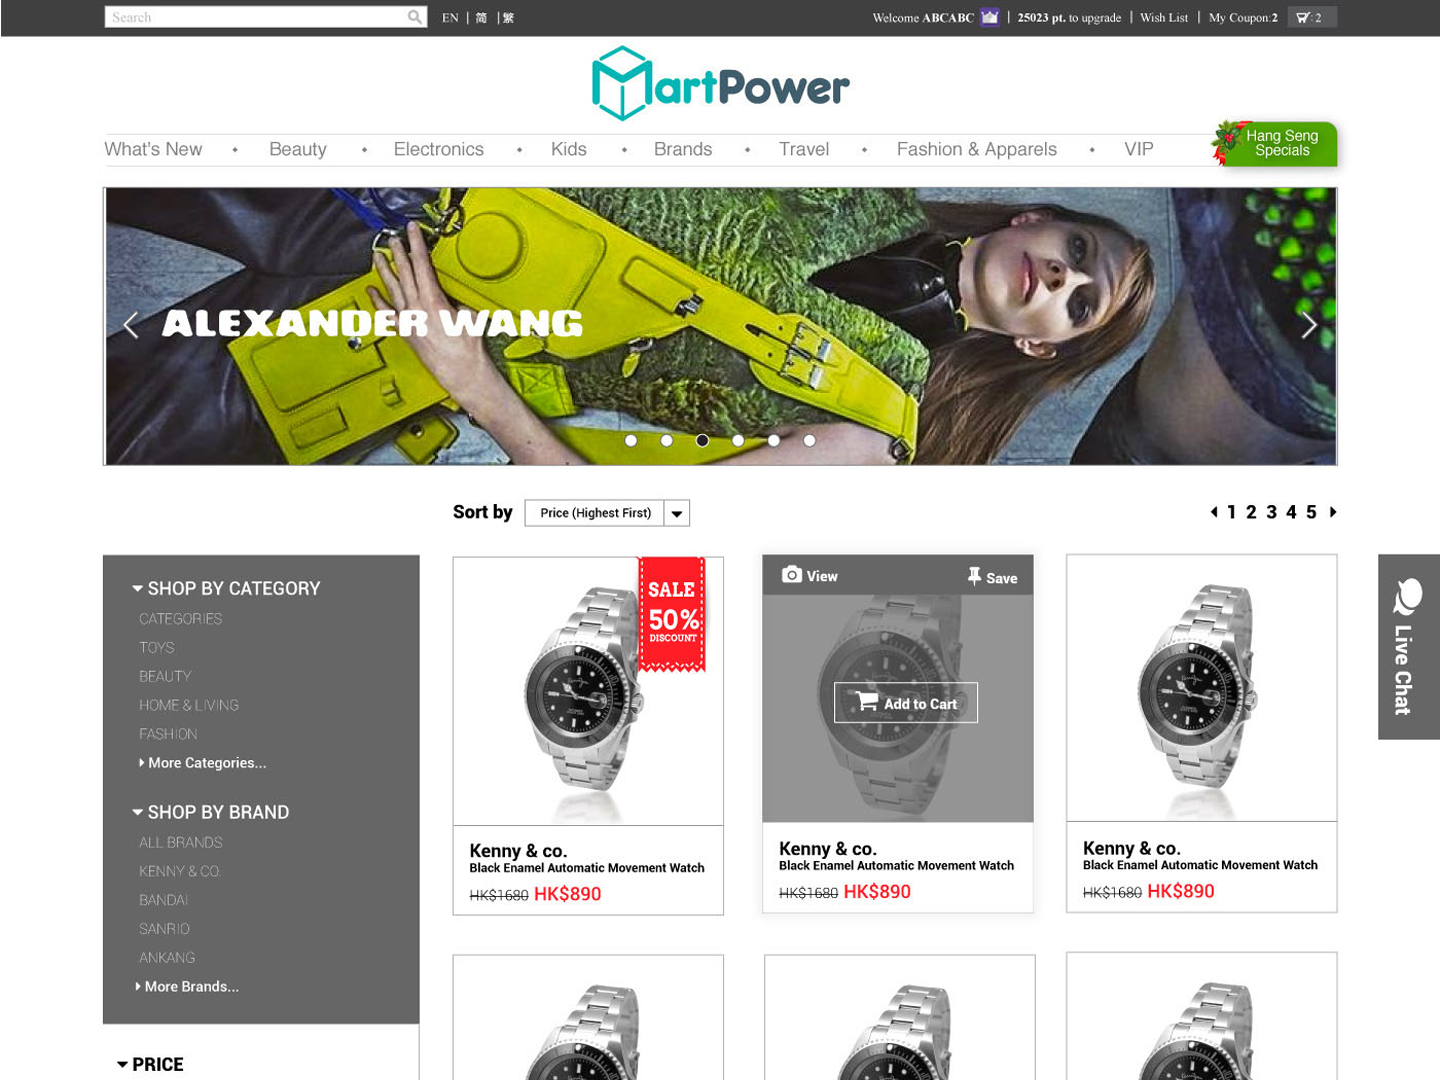 Search
EN | 简 | 繁
Welcome ABCABC | 25023 pt. to upgrade | Wish List | My Coupon:2 : 2
MartPower
What's New • Beauty • Electronics • Kids • Brands • Travel • Fashion & Apparels • VIP
Hang Seng
Specials
ALEXANDER WANG
Sort by Price (Highest First)
1 2 3 4 5
SHOP BY CATEGORY
CATEGORIES
TOYS
BEAUTY
HOME & LIVING
FASHION
More Categories...
SHOP BY BRAND
ALL BRANDS
KENNY & CO.
BANDAI
SANRIO
ANKANG
More Brands...
PRICE
SALE
50%
DISCOUNT
Kenny & co.
Black Enamel Automatic Movement Watch
HK$1680 HK$890
View Save
Add to Cart
Kenny & co.
Black Enamel Automatic Movement Watch
HK$1680 HK$890
Kenny & co.
Black Enamel Automatic Movement Watch
HK$1680 HK$890
Live Chat